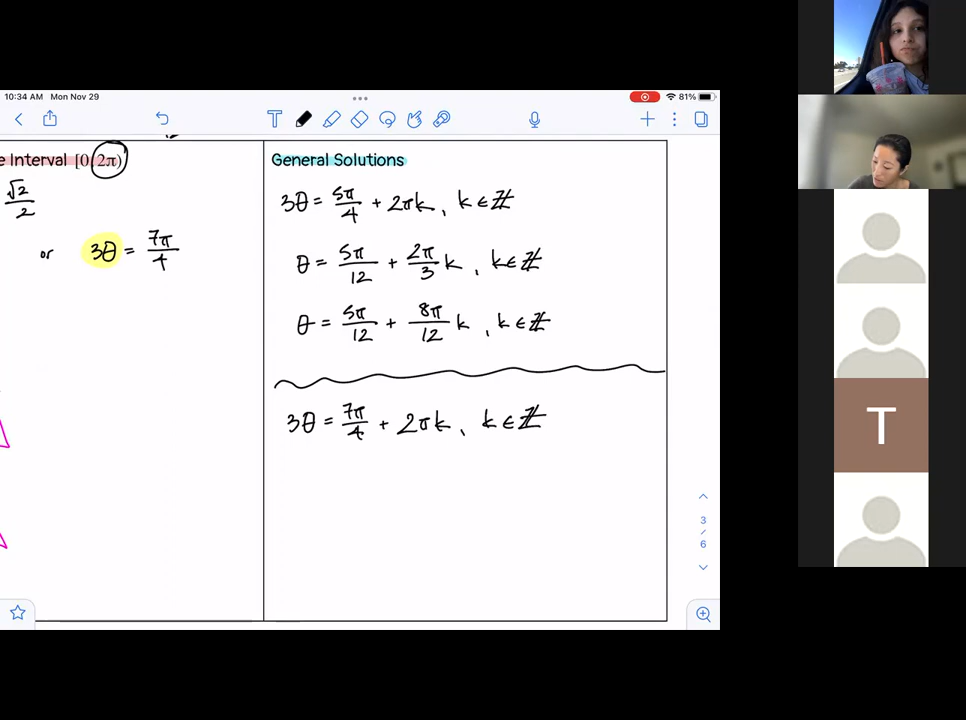 10:34 AM Mon Nov 29
81%
e Interval [0, 2π)
√2/2
or 3θ = 7π/4
General Solutions
3θ = 5π/4 + 2πk, k ∈ ℤ
θ = 5π/12 + 2π/3 k, k ∈ ℤ
θ = 5π/12 + 8π/12 k, k ∈ ℤ
3θ = 7π/4 + 2πk, k ∈ ℤ
3
/
6
T